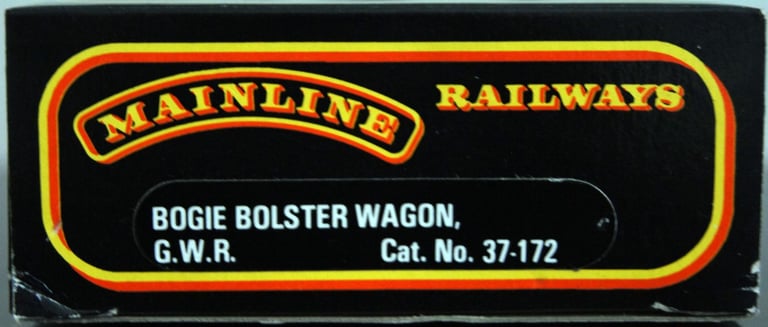 MAINLINE RAILWAYS
BOGIE BOLSTER WAGON,
G.W.R. Cat. No. 37-172